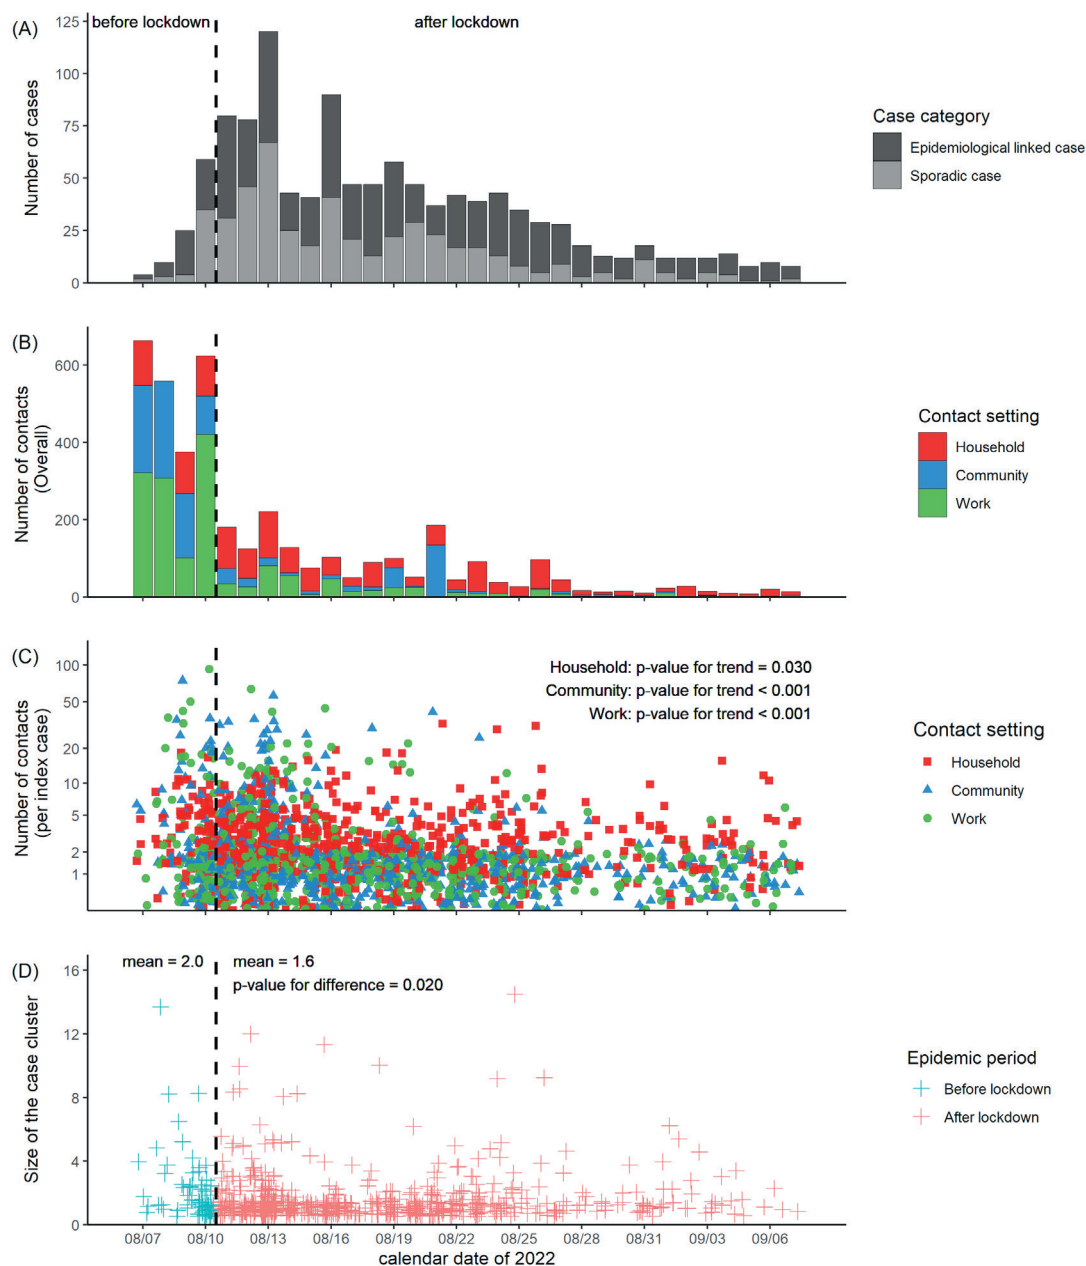 (A)
before lockdown
after lockdown
125
100
75
50
25
0
Number of cases
Case category
Epidemiological linked case
Sporadic case
(B)
600
400
200
0
Number of contacts
(Overall)
Contact setting
Household
Community
Work
(C)
100
50
20
10
5
2
1
Number of contacts
(per index case)
Household: p-value for trend = 0.030
Community: p-value for trend < 0.001
Work: p-value for trend < 0.001
Contact setting
Household
Community
Work
(D)
mean = 2.0
mean = 1.6
p-value for difference = 0.020
16
12
8
4
0
Size of the case cluster
Epidemic period
Before lockdown
After lockdown
08/07 08/10 08/13 08/16 08/19 08/22 08/25 08/28 08/31 09/03 09/06
calendar date of 2022